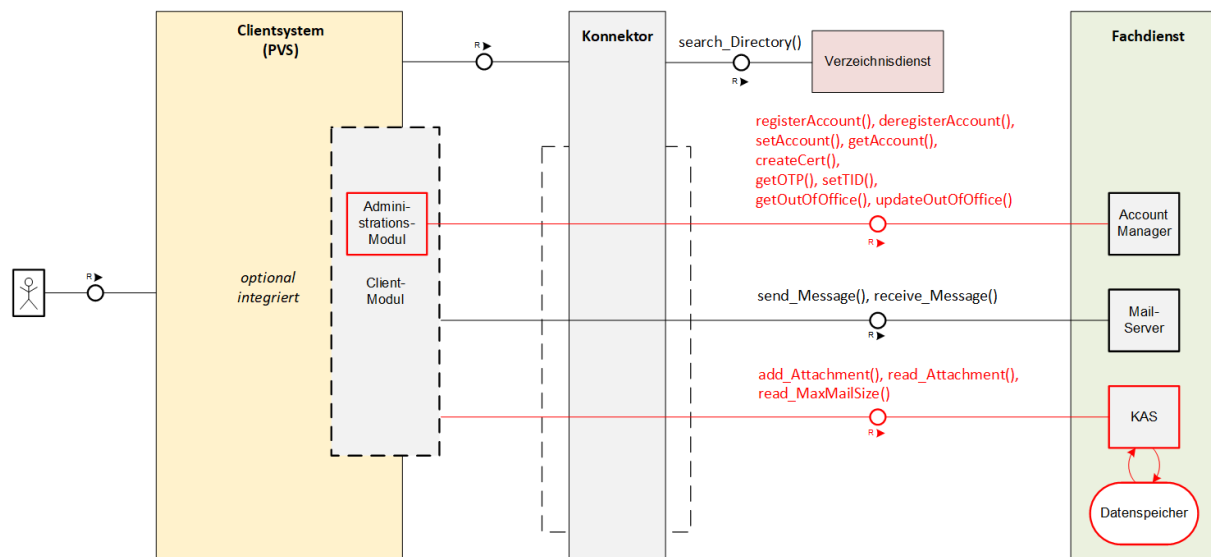 Clientsystem
(PVS)
Konnektor
Fachdienst
R
search_Directory()
R
Verzeichnisdienst
registerAccount(), deregisterAccount(),
setAccount(), getAccount(),
createCert(),
getOTP(), setTID(),
getOutOfOffice(), updateOutOfOffice()
R
Admini-
strations-
Modul
Account
Manager
R
optional
integriert
Client-
Modul
send_Message(), receive_Message()
R
Mail-
Server
add_Attachment(), read_Attachment(),
read_MaxMailSize()
R
KAS
Datenspeicher